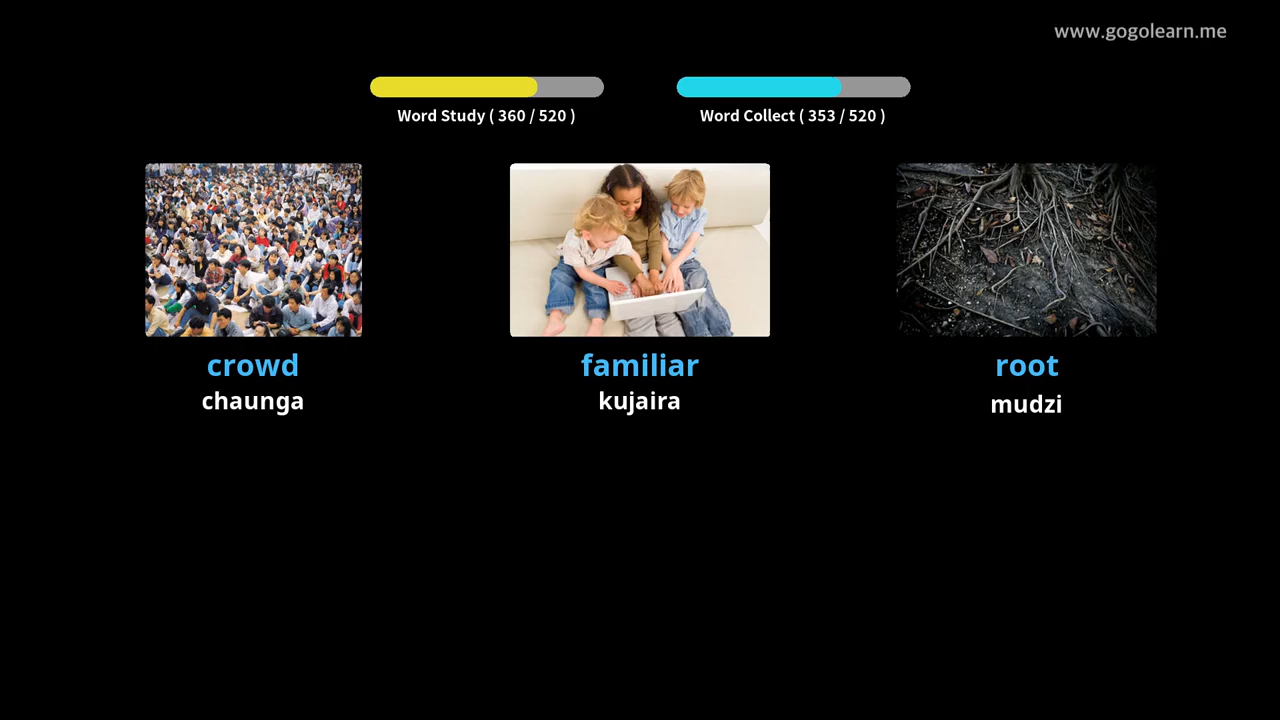 www.gogolearn.me
Word Study ( 360 / 520 )
Word Collect ( 353 / 520 )
crowd
chaunga
familiar
kujaira
root
mudzi